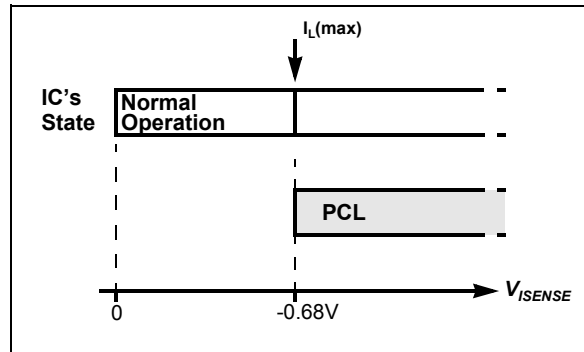 IL(max)
IC's
State
Normal
Operation
PCL
VISENSE
0
-0.68V